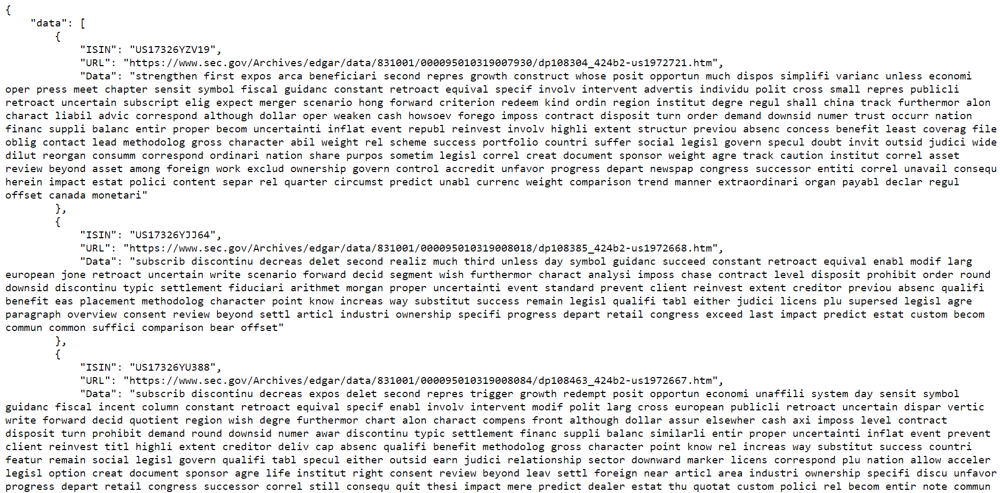 {
    "data": [
        {
            "ISIN": "US17326YZV19",
            "URL": "https://www.sec.gov/Archives/edgar/data/831001/000095010319007930/dp108304_424b2-us1972721.htm",
            "Data": "strengthen first expos arca beneficiari second repres growth construct whose posit opportun much dispos simplifi varianc unless economi
oper press meet chapter sensit symbol fiscal guidanc constant retroact equival specif involv intervent advertis individu polit cross small repres publicli
retroact uncertain subscript elig expect merger scenario hong forward criterion redeem kind ordin region institut degre regul shall china track furthermor alon
charact liabil advic correspond although dollar oper weaken cash howsoev forego imposs contract disposit turn order demand downsid numer trust occurr nation
financ suppli balanc entir proper becom uncertainti inflat event republ reinvest involv highli extent structur previou absenc concess benefit least coverag file
oblig contact lead methodolog gross character abil weight rel scheme success portfolio countri suffer social legisl govern specul doubt invit outsid judici wide
dilut reorgan consumm correspond ordinari nation share purpos sometim legisl correl creat document sponsor weight agre track caution institut correl asset
review beyond asset among foreign work exclud ownership govern control accredit unfavor progress depart newspap congress successor entiti correl unavail consequ
herein impact estat polici content separ rel quarter circumst predict unabl currenc weight comparison trend manner extraordinari organ payabl declar regul
offset canada monetari"
        },
        {
            "ISIN": "US17326YJJ64",
            "URL": "https://www.sec.gov/Archives/edgar/data/831001/000095010319008018/dp108385_424b2-us1972668.htm",
            "Data": "subscrib discontinu decreas delet second realiz much third unless day symbol guidanc succeed constant retroact equival enabl modif larg
european jone retroact uncertain write scenario forward decid segment wish furthermor charact analysi imposs chase contract level disposit prohibit order round
downsid discontinu typic settlement fiduciari arithmet morgan proper uncertainti event standard prevent client reinvest extent creditor previou absenc qualifi
benefit eas placement methodolog character point know increas way substitut success remain legisl qualifi tabl either judici licens plu supersed legisl agre
paragraph overview consent review beyond settl articl industri ownership specifi progress depart retail congress exceed last impact predict estat custom becom
commun common suffici comparison bear offset"
        },
        {
            "ISIN": "US17326YU388",
            "URL": "https://www.sec.gov/Archives/edgar/data/831001/000095010319008084/dp108463_424b2-us1972667.htm",
            "Data": "subscrib discontinu decreas expos delet second repres trigger growth redempt posit opportun economi unaffili system day sensit symbol
guidanc fiscal incent column constant retroact equival specif enabl involv intervent modif polit larg cross european publicli retroact uncertain dispar vertic
write forward decid quotient region wish degre furthermor chart alon charact compens front although dollar assur elsewher cash axi imposs level contract
disposit turn prohibit demand round downsid numer awar discontinu typic settlement financ suppli balanc similarli entir proper uncertainti inflat event prevent
client reinvest titl highli extent creditor deliv cap absenc qualifi benefit methodolog gross character point know rel increas way substitut success countri
featur remain social legisl govern qualifi tabl specul either outsid earn judici relationship sector downward marker licens correspond plu nation allow acceler
legisl option creat document sponsor agre life institut right consent review beyond leav settl foreign near articl area industri ownership specifi discu unfavor
progress depart retail congress successor correl still consequ quit thesi impact mere predict dealer estat thu quotat custom polici rel becom entir note commun